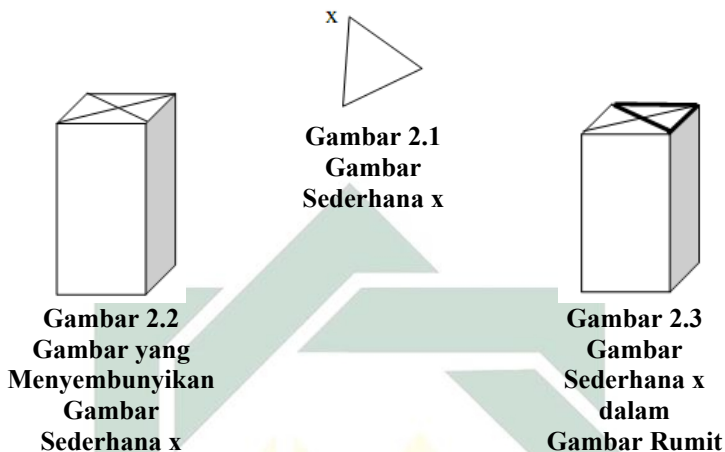 x
Gambar 2.1
Gambar
Sederhana x
Gambar 2.2
Gambar yang
Menyembunyikan
Gambar
Sederhana x
Gambar 2.3
Gambar
Sederhana x
dalam
Gambar Rumit